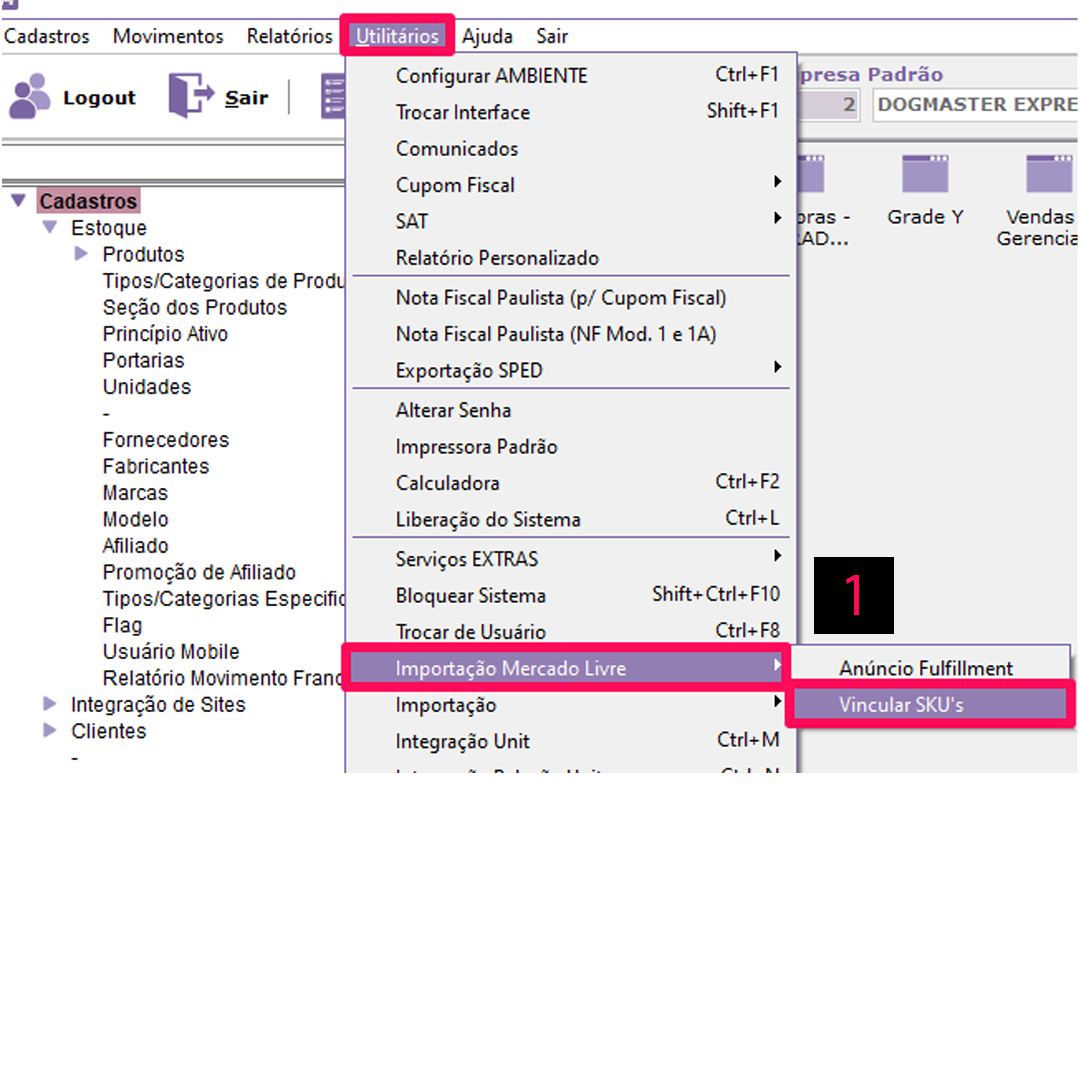 Cadastros Movimentos Relatórios Utilitários Ajuda Sair
Logout Sair
presa Padrão
2 DOGMASTER EXPRE
Configurar AMBIENTE Ctrl+F1
Trocar Interface Shift+F1
Comunicados
Cupom Fiscal
SAT
Relatório Personalizado
Nota Fiscal Paulista (p/ Cupom Fiscal)
Nota Fiscal Paulista (NF Mod. 1 e 1A)
Exportação SPED
Alterar Senha
Impressora Padrão
Calculadora Ctrl+F2
Liberação do Sistema Ctrl+L
Serviços EXTRAS
Bloquear Sistema Shift+Ctrl+F10
Trocar de Usuário Ctrl+F8
Importação Mercado Livre
Importação
Integração Unit Ctrl+M
1
Anúncio Fulfillment
Vincular SKU's
pras -
AD...
Grade Y
Vendas
Gerencia
Cadastros
Estoque
Produtos
Tipos/Categorias de Produ
Seção dos Produtos
Princípio Ativo
Portarias
Unidades
-
Fornecedores
Fabricantes
Marcas
Modelo
Afiliado
Promoção de Afiliado
Tipos/Categorias Especific
Flag
Usuário Mobile
Relatório Movimento Franc
Integração de Sites
Clientes
-